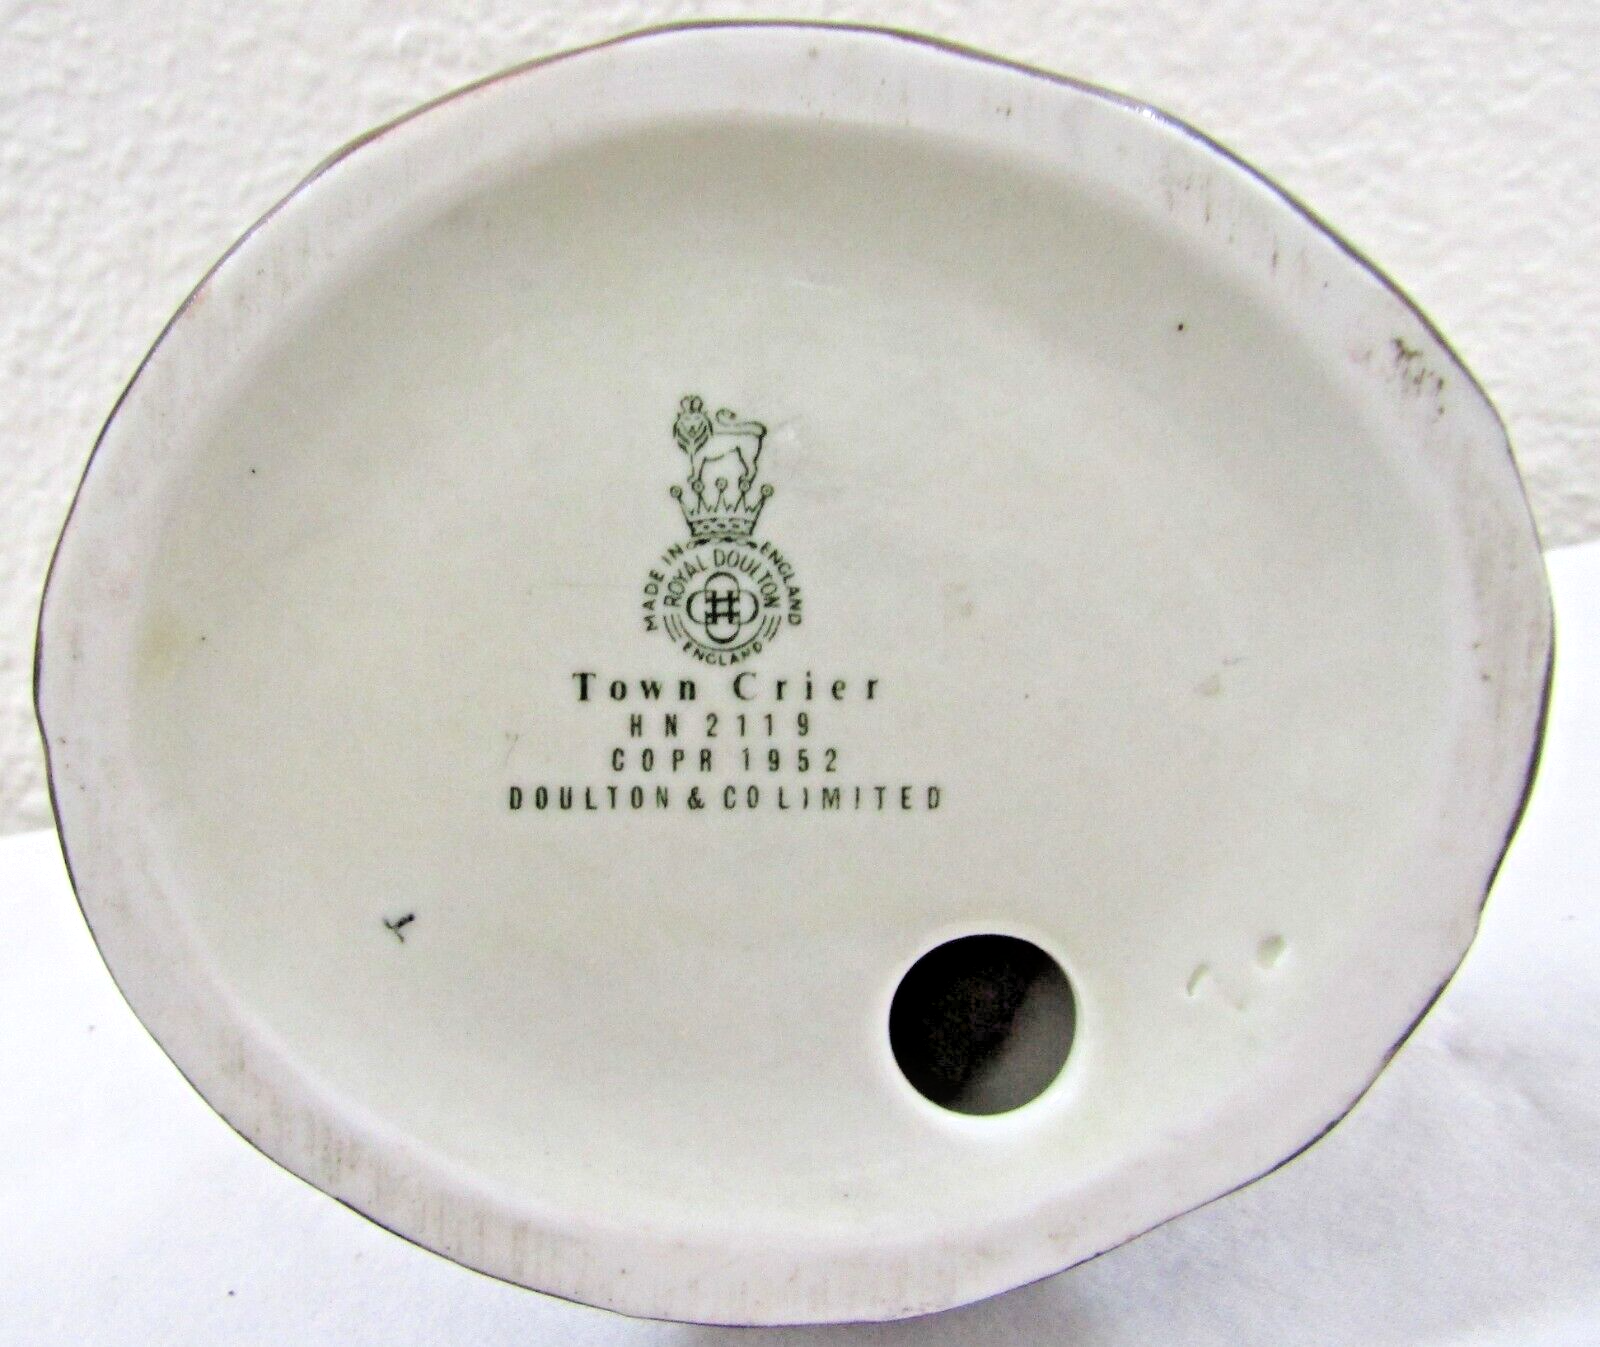 MADE IN ENGLAND
ROYAL DOULTON
ENGLAND
Town Crier
HN 2119
COPR 1952
DOULTON & CO LIMITED